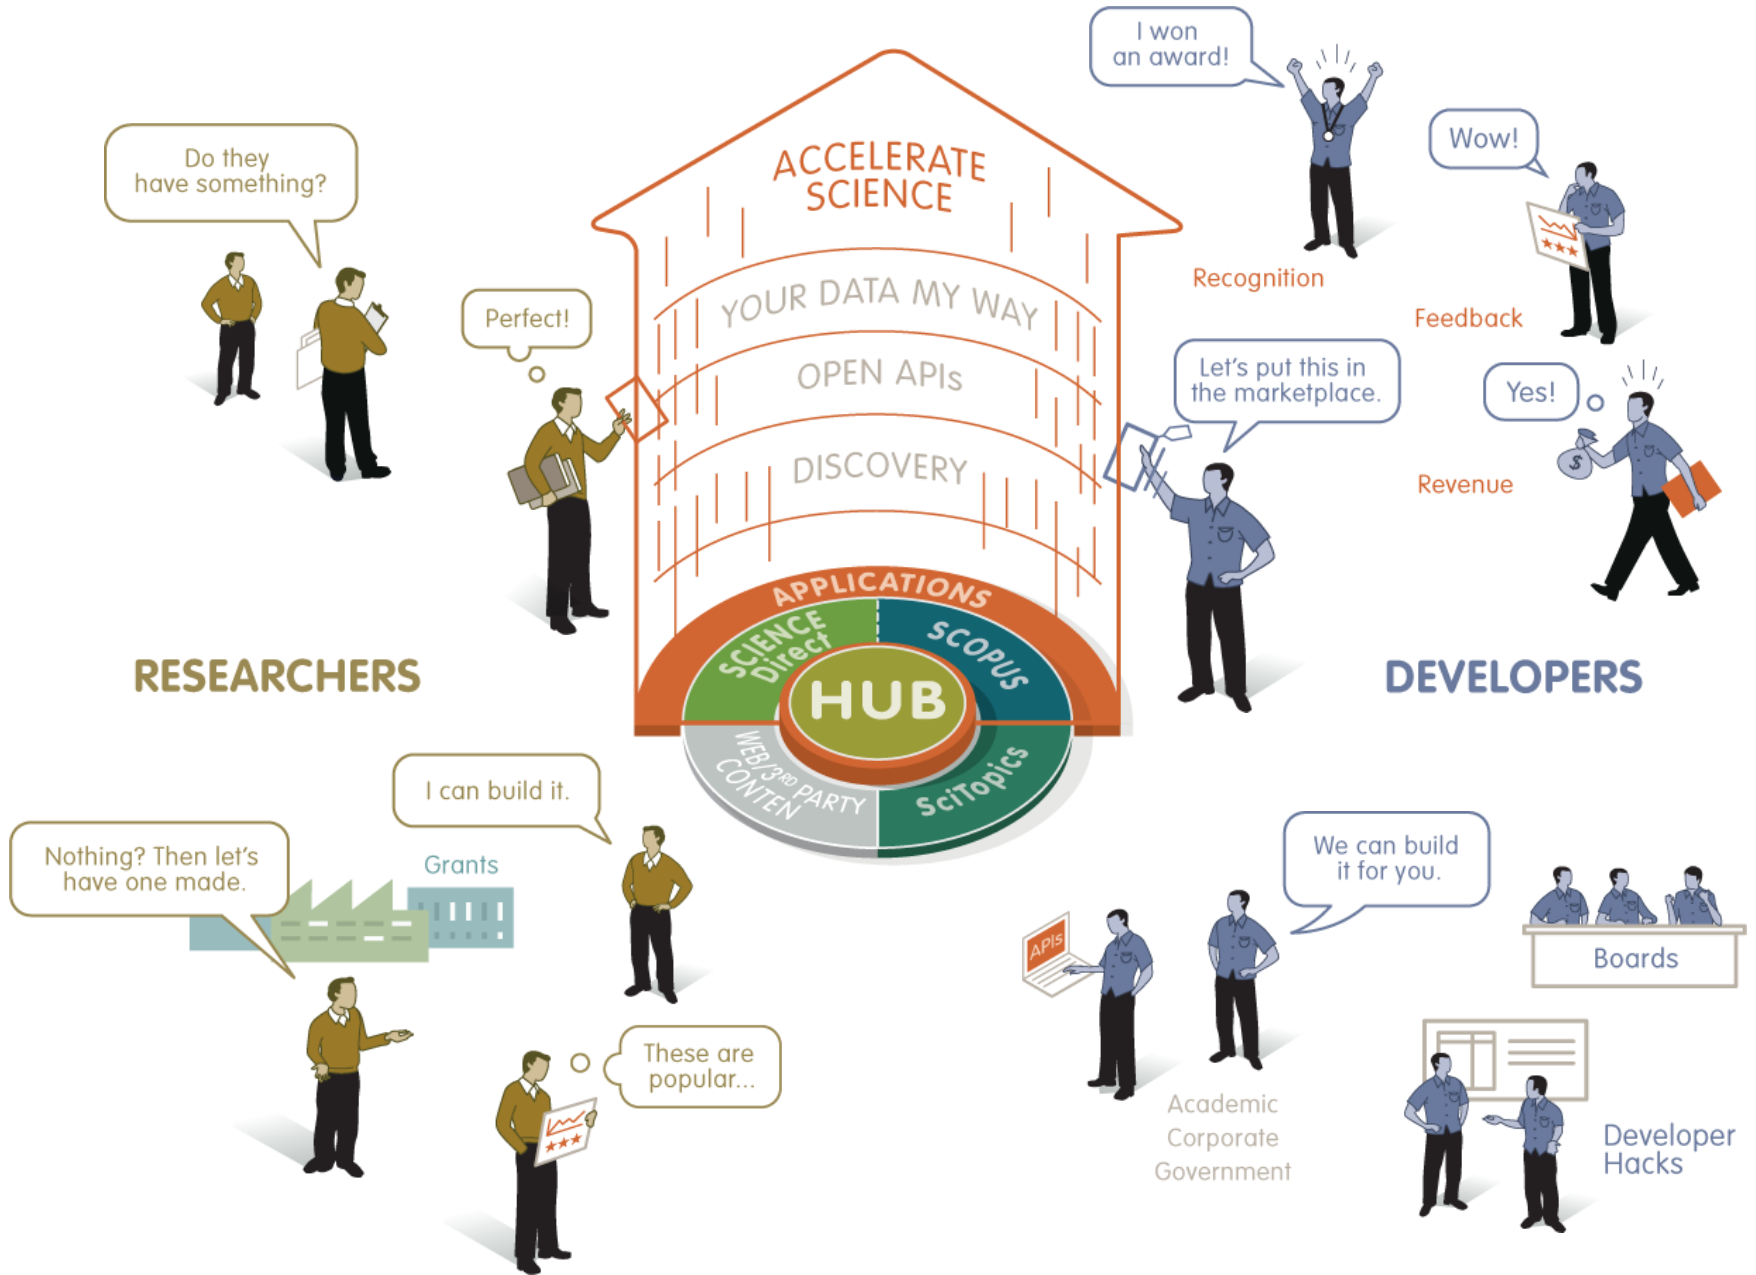 I won
an award!
Wow!
Do they
have something?
ACCELERATE
SCIENCE
Recognition
YOUR DATA MY WAY
Perfect!
Feedback
Let's put this in
the marketplace.
OPEN APIs
Yes!
DISCOVERY
Revenue
APPLICATIONS
SCIENCE
Direct
SCOPUS
HUB
RESEARCHERS
DEVELOPERS
WEB/3RD PARTY
CONTEN
SciTopics
I can build it.
Nothing? Then let's
have one made.
Grants
We can build
it for you.
APIs
Boards
These are
popular...
Academic
Corporate
Government
Developer
Hacks
$